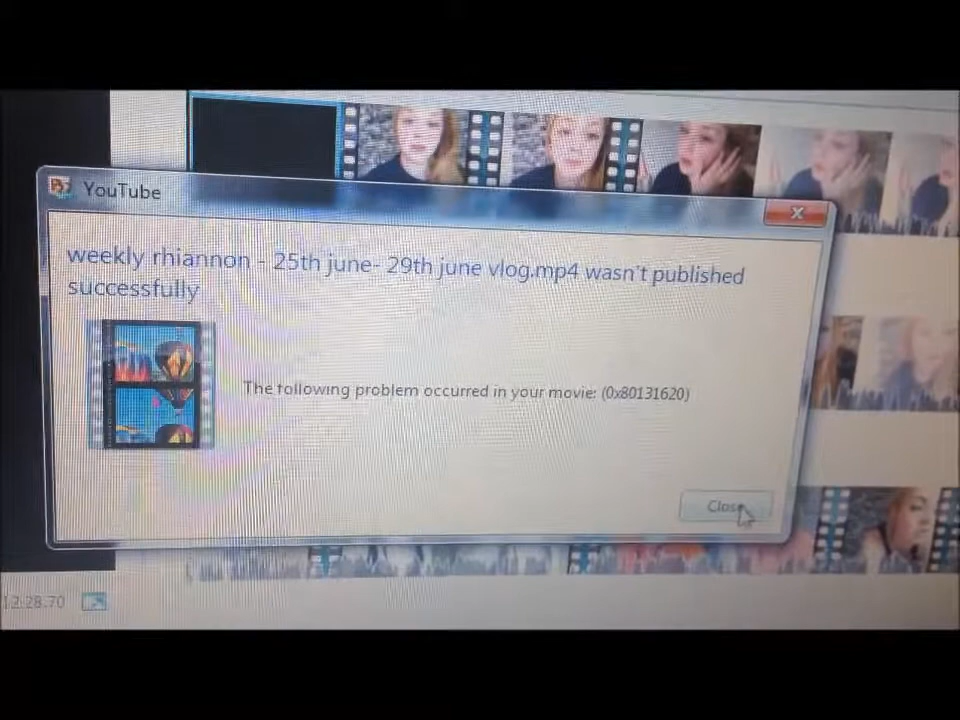 YouTube
weekly rhiannon - 25th june- 29th june vlog.mp4 wasn't published
successfully
The following problem occurred in your movie: (0x80131620)
Close
12:28.70